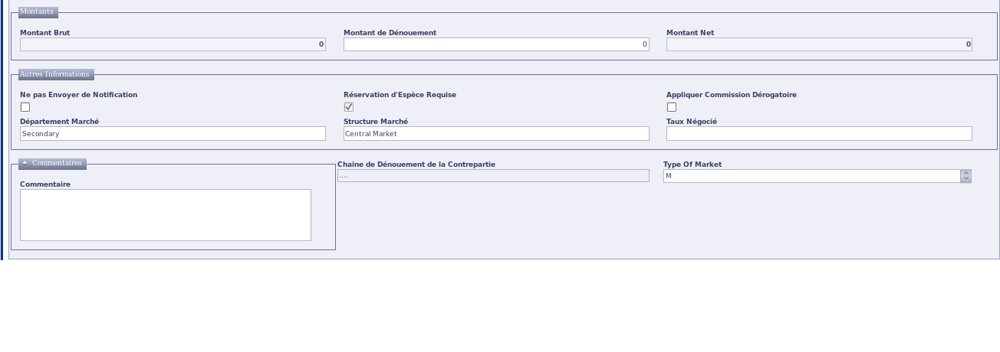 Montants
Montant Brut Montant de Dénouement Montant Net
0 0 0
Autres Informations
Ne pas Envoyer de Notification Réservation d'Espèce Requise Appliquer Commission Dérogatoire
Département Marché Structure Marché Taux Négocié
Secondary Central Market
Commentaires Chaîne de Dénouement de la Contrepartie Type Of Market
.... M
Commentaire